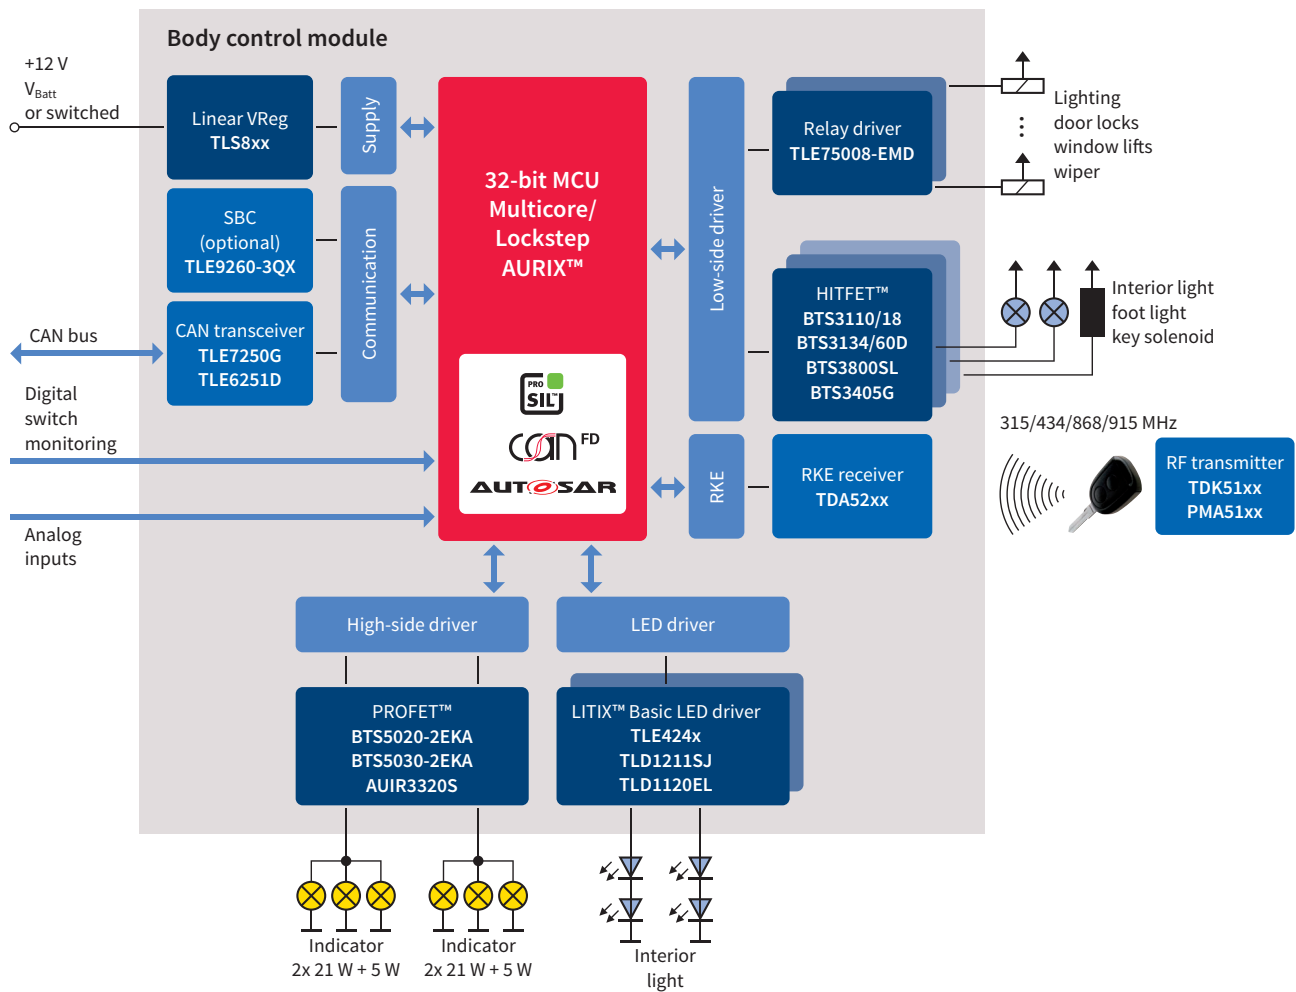 Body control module
+12 V
VBatt
or switched
Linear VReg
TLS8xx
Supply
SBC
(optional)
TLE9260-3QX
Communication
CAN bus
CAN transceiver
TLE7250G
TLE6251D
Digital
switch
monitoring
Analog
inputs
32-bit MCU
Multicore/
Lockstep
AURIX™
PRO
SIL™
CAN FD
AUTOSAR
Low-side driver
Relay driver
TLE75008-EMD
Lighting
door locks
window lifts
wiper
HITFET™
BTS3110/18
BTS3134/60D
BTS3800SL
BTS3405G
Interior light
foot light
key solenoid
RKE
RKE receiver
TDA52xx
315/434/868/915 MHz
RF transmitter
TDK51xx
PMA51xx
High-side driver
LED driver
PROFET™
BTS5020-2EKA
BTS5030-2EKA
AUIR3320S
LITIX™ Basic LED driver
TLE424x
TLD1211SJ
TLD1120EL
Indicator
2x 21 W + 5 W
Indicator
2x 21 W + 5 W
Interior
light